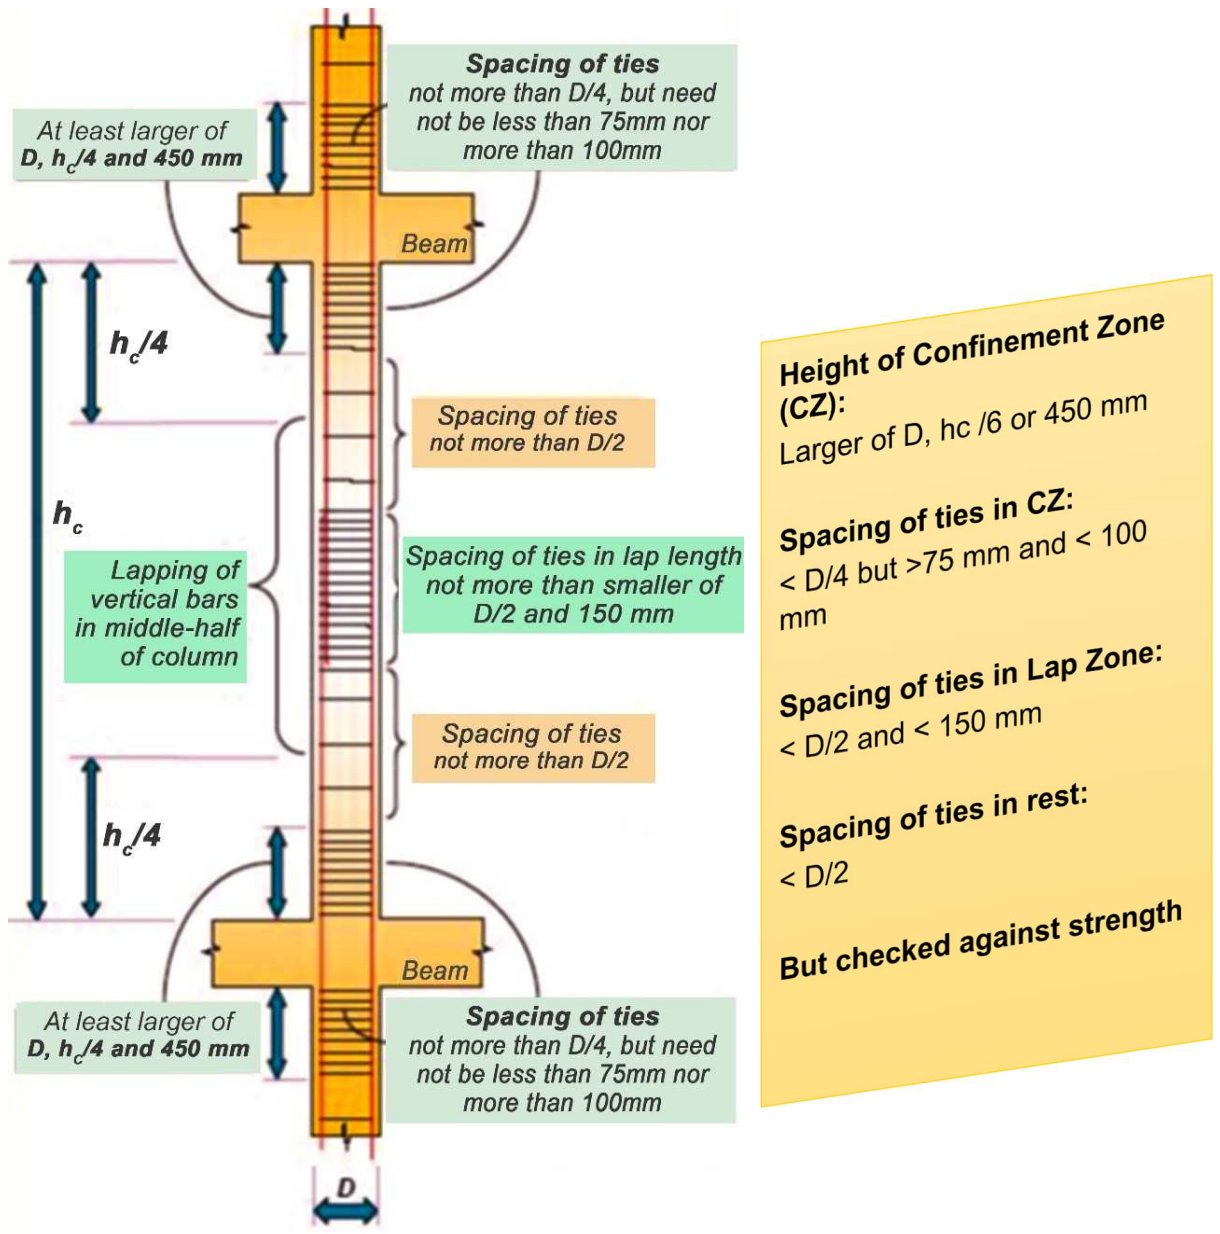 Spacing of ties
not more than D/4, but need
not be less than 75mm nor
more than 100mm
At least larger of
D, hc/4 and 450 mm
Beam
hc/4
Spacing of ties
not more than D/2
hc
Lapping of
vertical bars
in middle-half
of column
Spacing of ties in lap length
not more than smaller of
D/2 and 150 mm
Spacing of ties
not more than D/2
hc/4
Beam
At least larger of
D, hc/4 and 450 mm
Spacing of ties
not more than D/4, but need
not be less than 75mm nor
more than 100mm
D
Height of Confinement Zone
(CZ):
Larger of D, hc /6 or 450 mm
Spacing of ties in CZ:
< D/4 but >75 mm and < 100
mm
Spacing of ties in Lap Zone:
< D/2 and < 150 mm
Spacing of ties in rest:
< D/2
But checked against strength